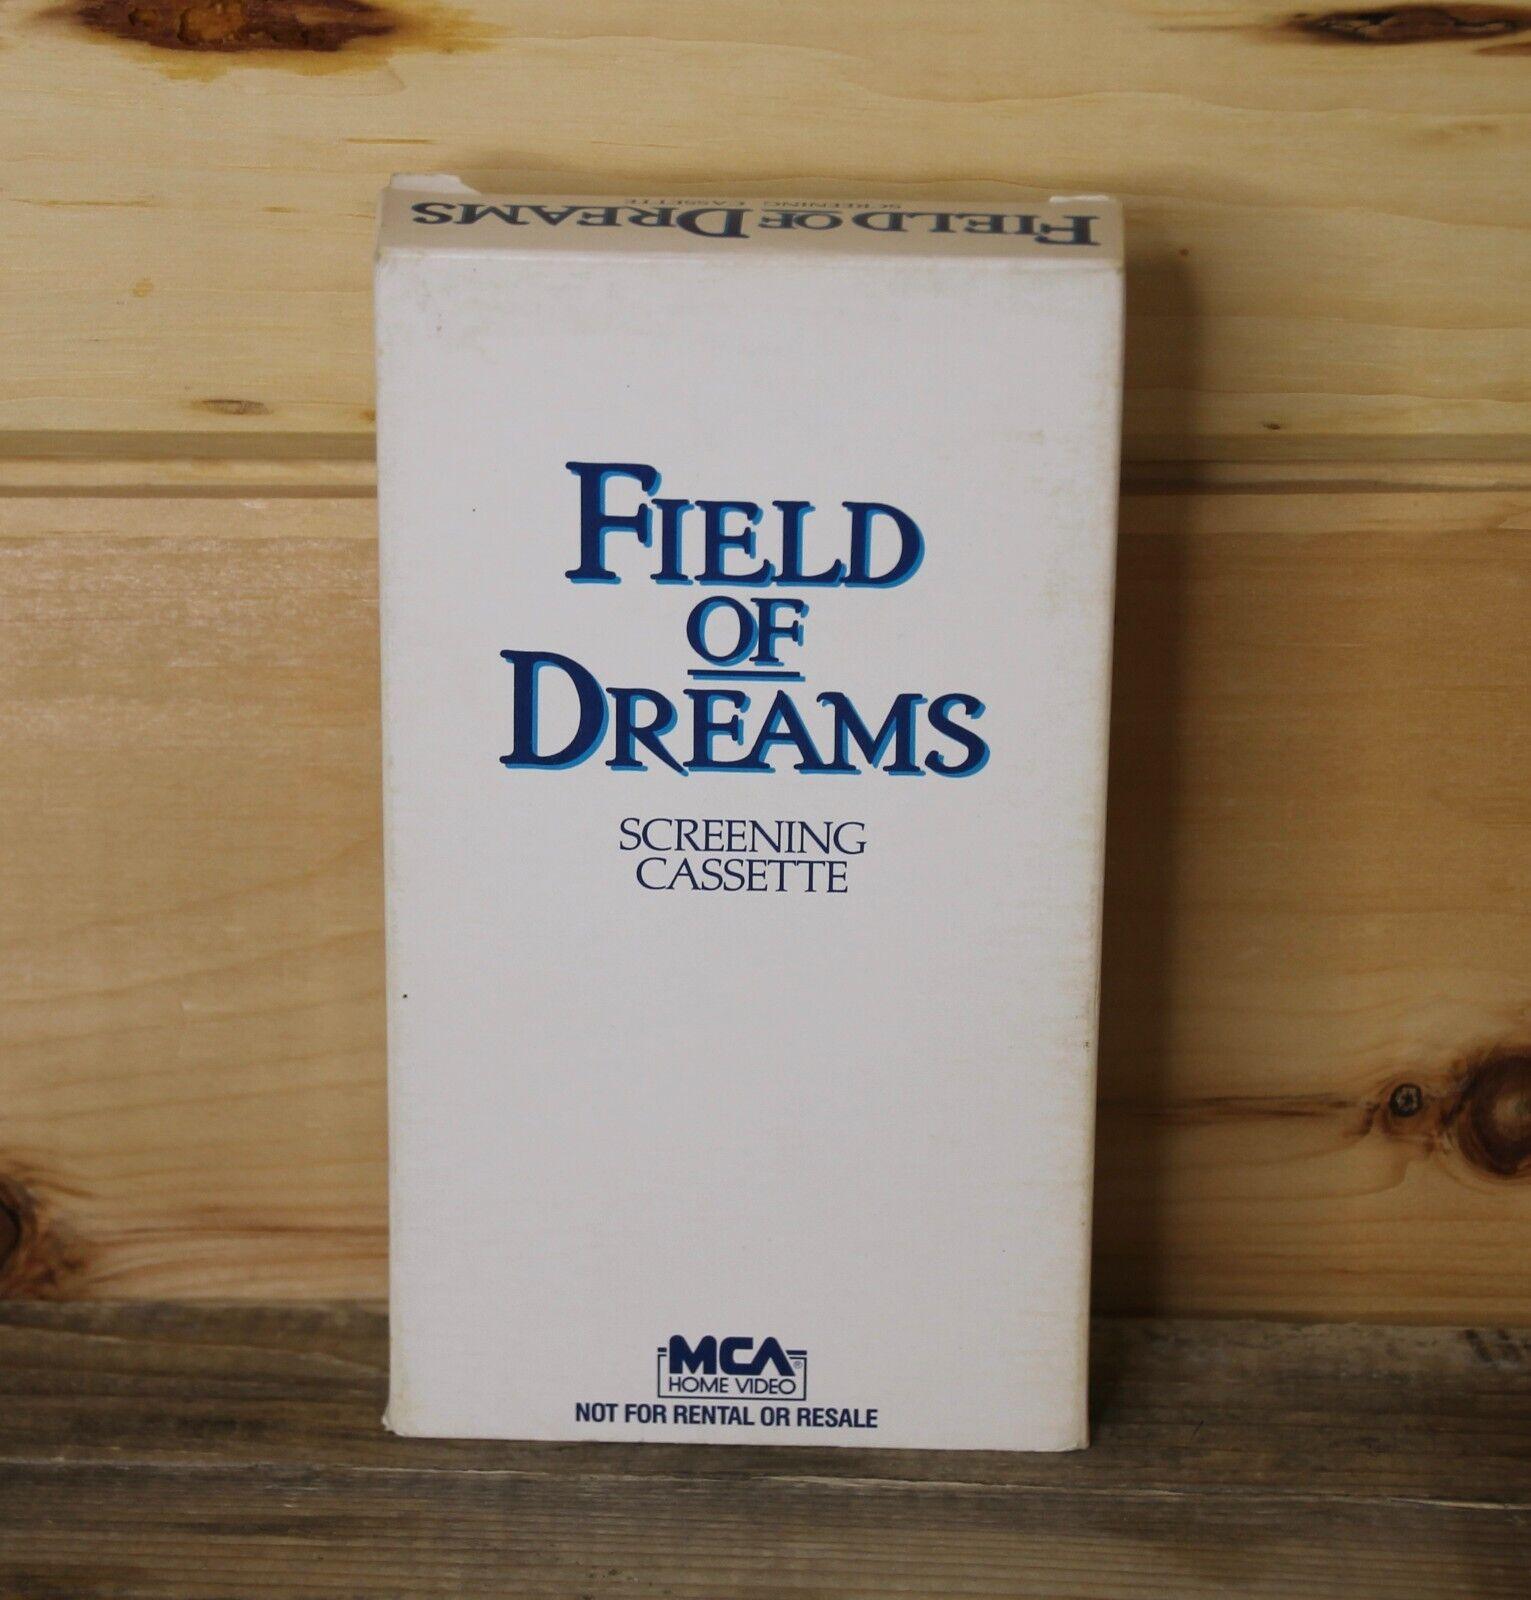 FIELD OF DREAMS
SCREENING CASSETTE
FIELD
OF
DREAMS
SCREENING
CASSETTE
MCA®
HOME VIDEO
NOT FOR RENTAL OR RESALE